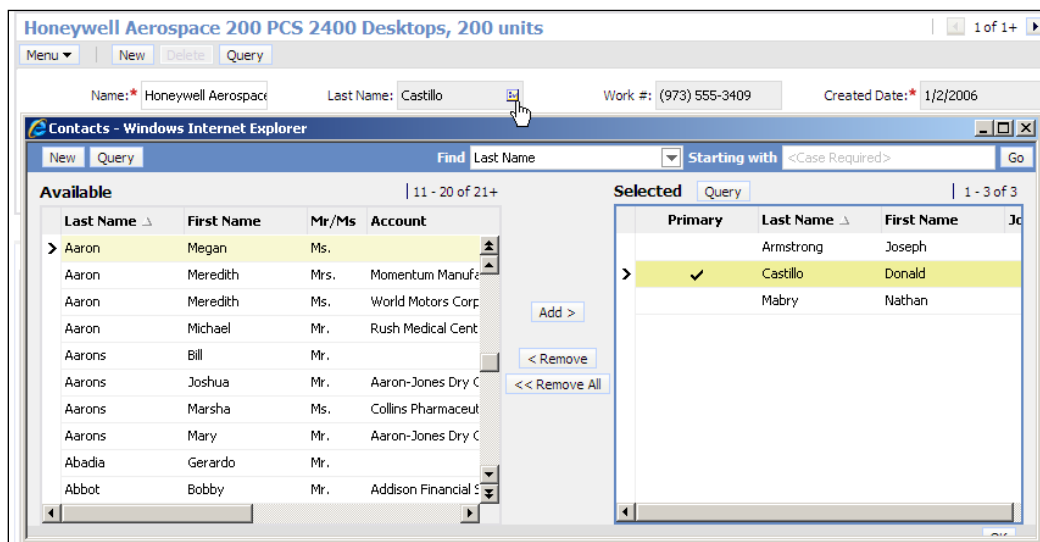 Honeywell Aerospace 200 PCS 2400 Desktops, 200 units 1 of 1+
Menu New Delete Query
Name:* Honeywell Aerospace Last Name: Castillo Work #: (973) 555-3409 Created Date:* 1/2/2006
Contacts - Windows Internet Explorer
New Query Find Last Name Starting with <Case Required> Go
Available 11 - 20 of 21+ Selected Query 1 - 3 of 3
Last Name First Name Mr/Ms Account Primary Last Name First Name
Aaron Megan Ms. Armstrong Joseph
Aaron Meredith Mrs. Momentum Manufa Castillo Donald
Aaron Meredith Ms. World Motors Corp Mabry Nathan
Add >
Aaron Michael Mr. Rush Medical Cent
Aarons Bill Mr. < Remove
Aarons Joshua Mr. Aaron-Jones Dry << Remove All
Aarons Marsha Ms. Collins Pharmaceut
Aarons Mary Mr. Aaron-Jones Dry
Abadia Gerardo Mr.
Abbot Bobby Mr. Addison Financial